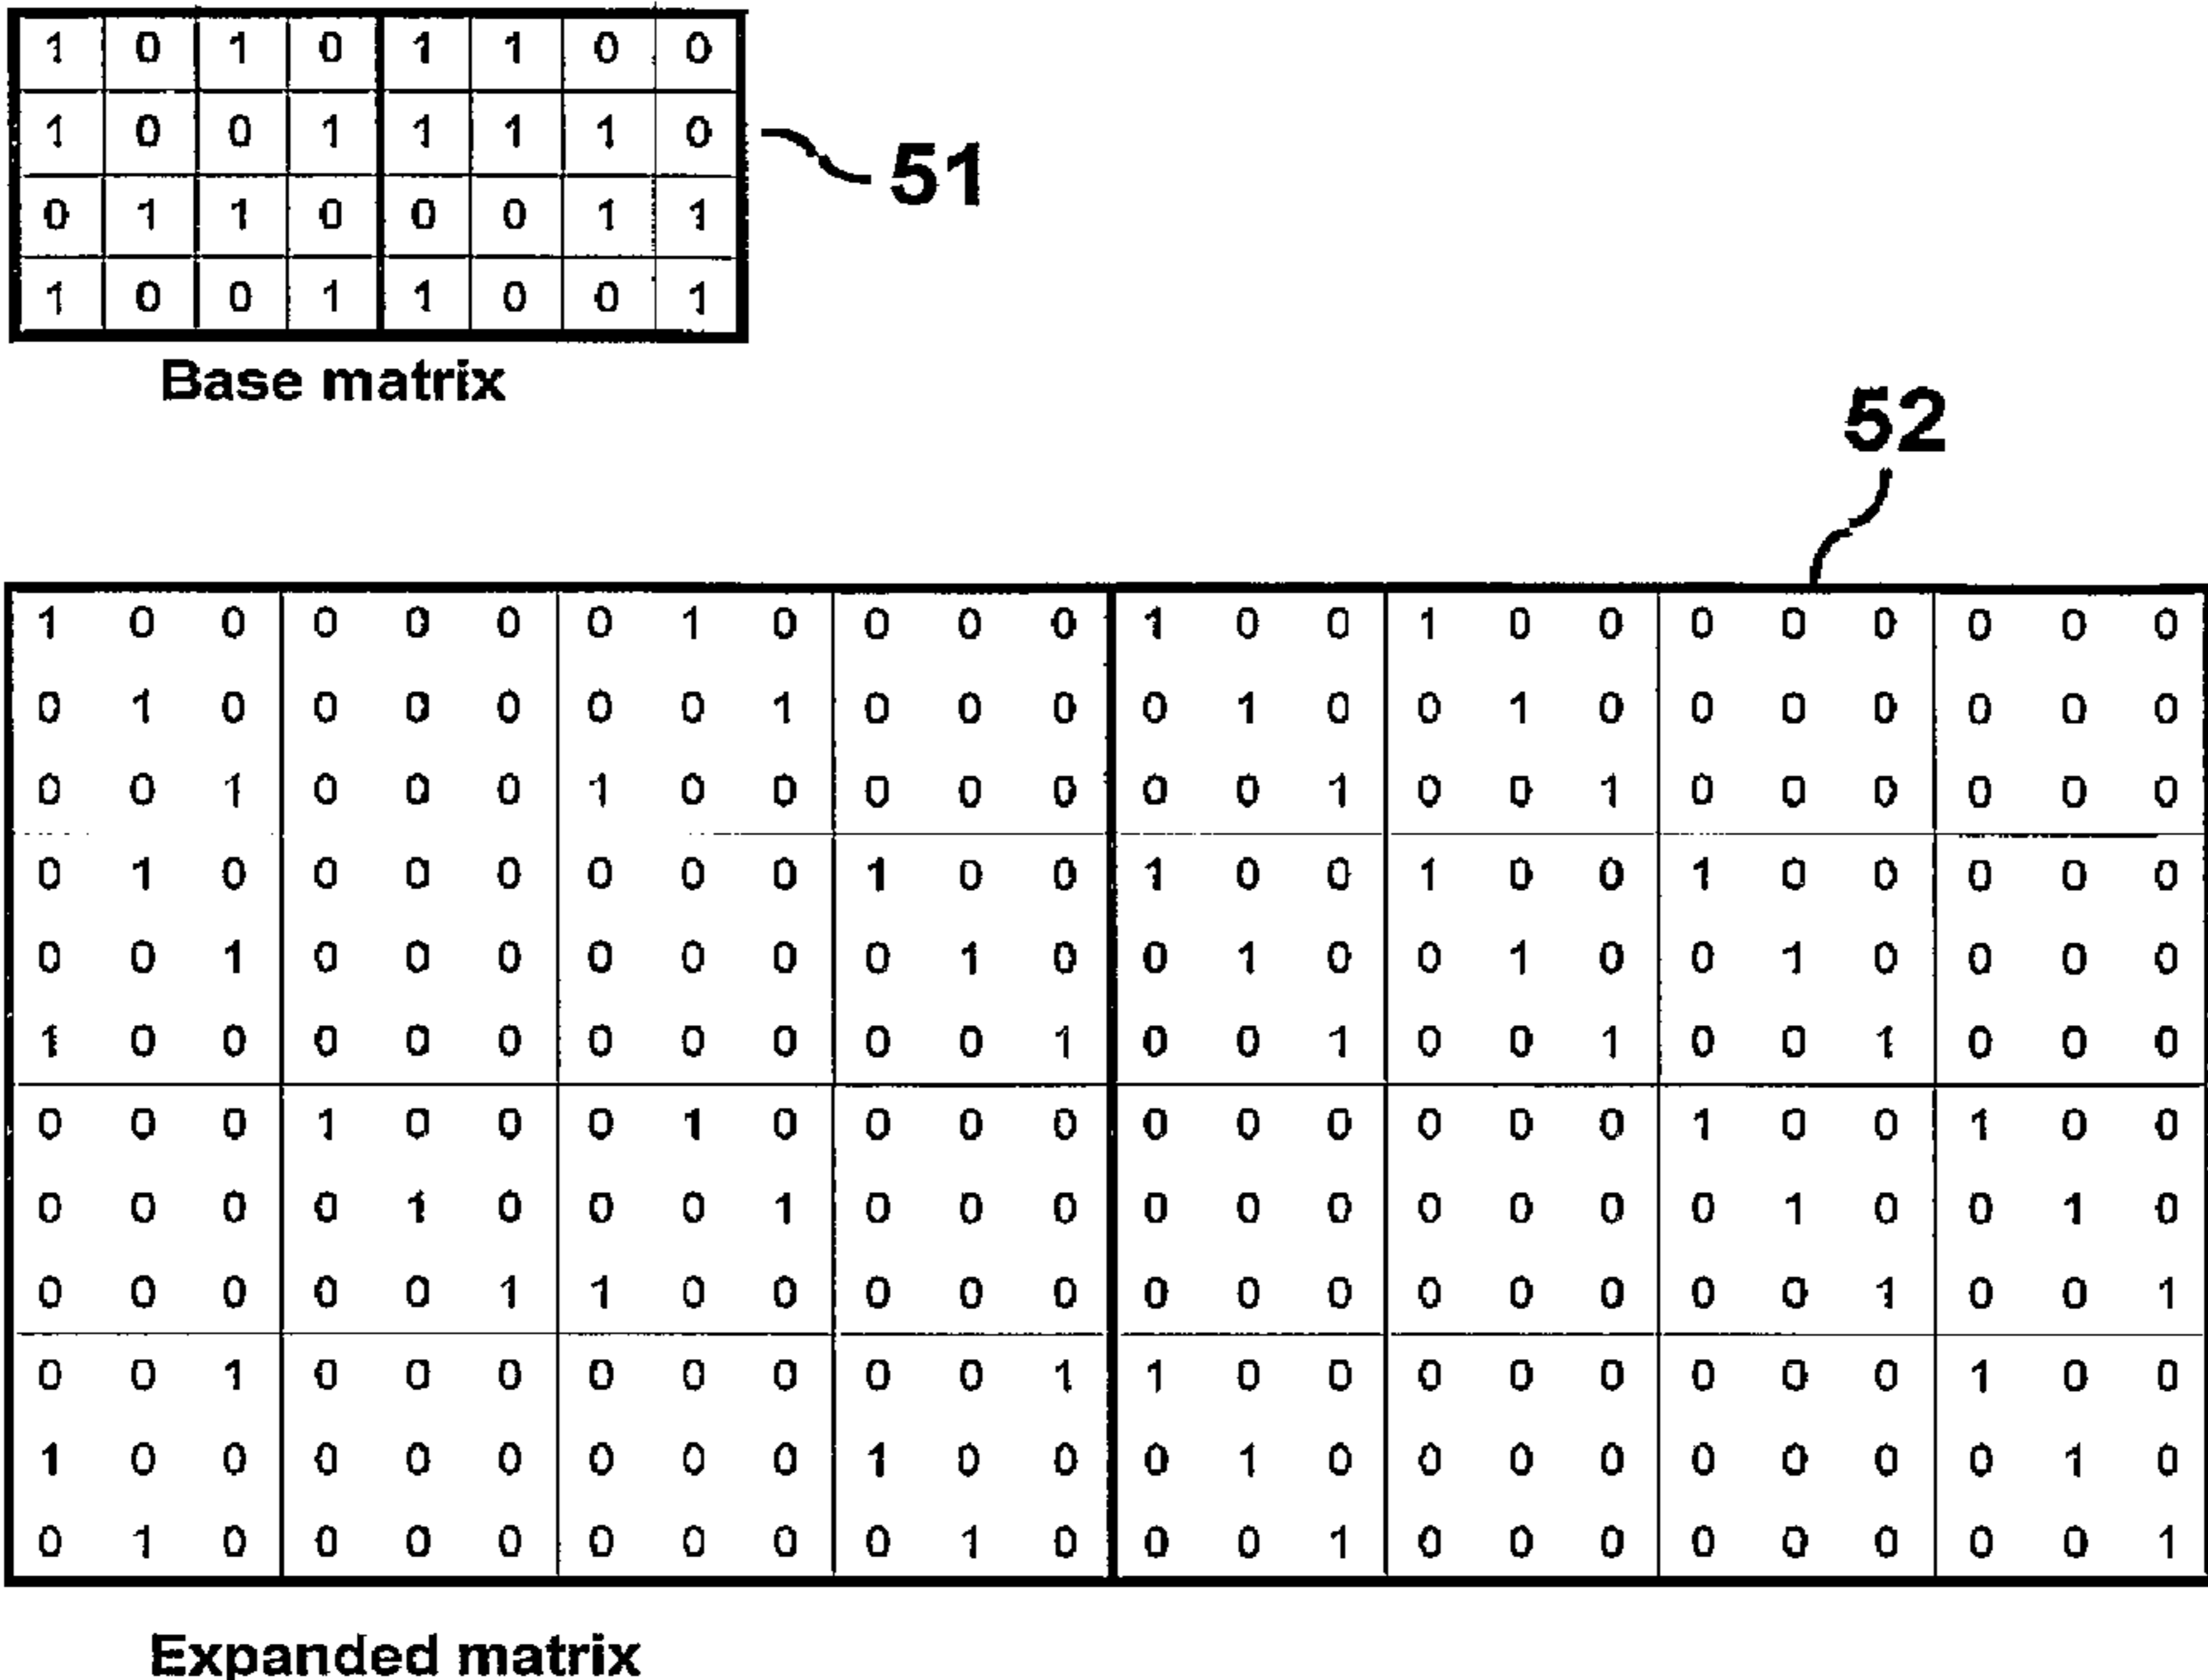 1 0 1 0 1 1 0 0
1 0 0 1 1 1 1 0
51
0 1 1 0 0 0 1 1
1 0 0 1 1 0 0 1
Base matrix
52
1 0 0 0 0 0 0 1 0 0 0 0 1 0 0 1 0 0 0 0 0 0 0 0
0 1 0 0 0 0 0 0 1 0 0 0 0 1 0 0 1 0 0 0 0 0 0 0
0 0 1 0 0 0 1 0 0 0 0 0 0 0 1 0 0 1 0 0 0 0 0 0
0 1 0 0 0 0 0 0 0 1 0 0 1 0 0 1 0 0 1 0 0 0 0 0
0 0 1 0 0 0 0 0 0 0 1 0 0 1 0 0 1 0 0 1 0 0 0 0
1 0 0 0 0 0 0 0 0 0 0 1 0 0 1 0 0 1 0 0 1 0 0 0
0 0 0 1 0 0 0 1 0 0 0 0 0 0 0 0 0 0 1 0 0 1 0 0
0 0 0 0 1 0 0 0 1 0 0 0 0 0 0 0 0 0 0 1 0 0 1 0
0 0 0 0 0 1 1 0 0 0 0 0 0 0 0 0 0 0 0 0 1 0 0 1
0 0 1 0 0 0 0 0 0 0 0 1 1 0 0 0 0 0 0 0 0 1 0 0
1 0 0 0 0 0 0 0 0 1 0 0 0 1 0 0 0 0 0 0 0 0 1 0
0 1 0 0 0 0 0 0 0 0 1 0 0 0 1 0 0 0 0 0 0 0 0 1
Expanded matrix